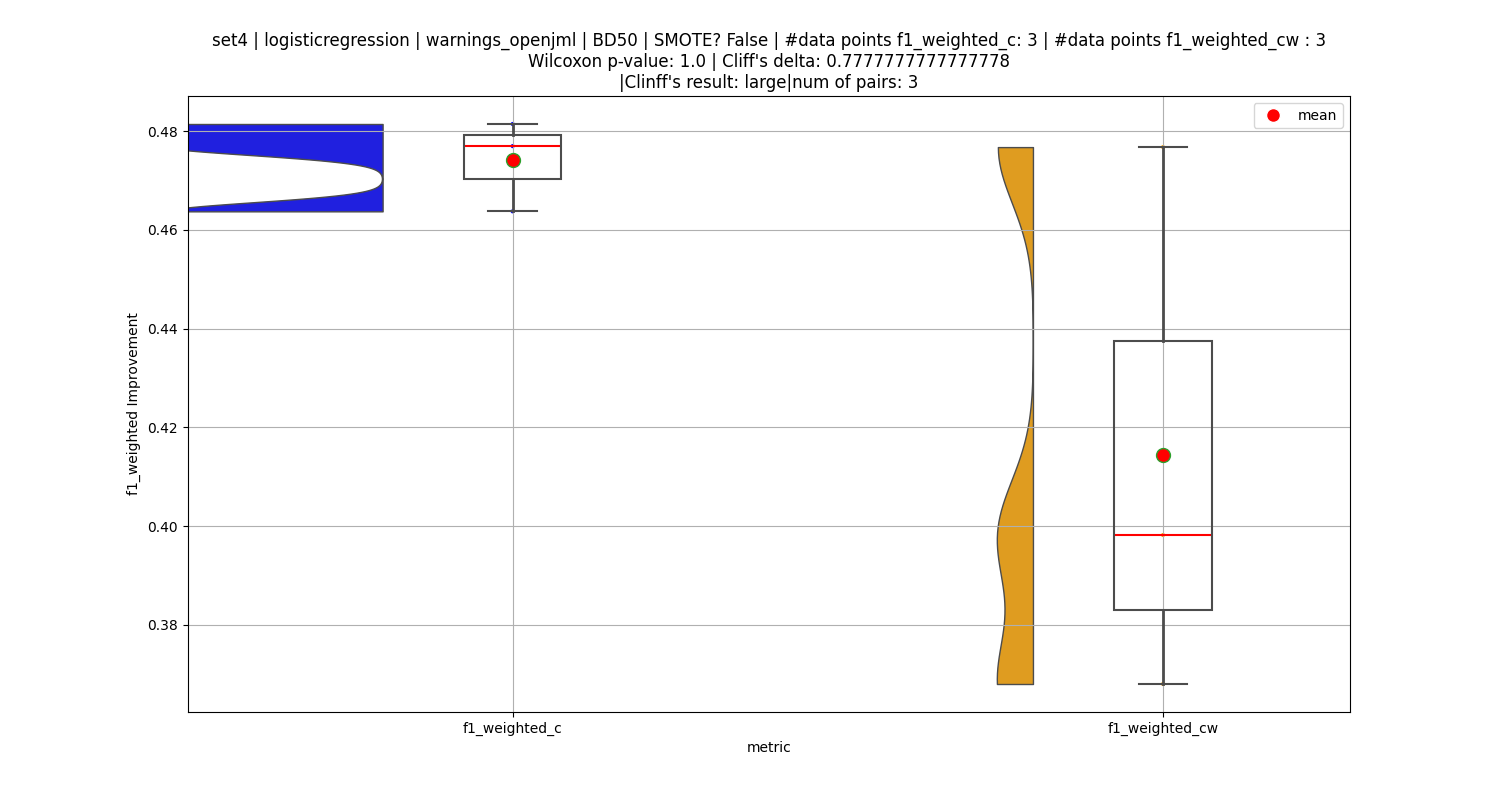 set4 | logisticregression | warnings_openjml | BD50 | SMOTE? False | #data points f1_weighted_c: 3 | #data points f1_weighted_cw : 3
Wilcoxon p-value: 1.0 | Cliff's delta: 0.7777777777777778
|Clinff's result: large|num of pairs: 3
mean
0.48
0.46
0.44
0.42
0.40
0.38
f1_weighted Improvement
f1_weighted_c
f1_weighted_cw
metric